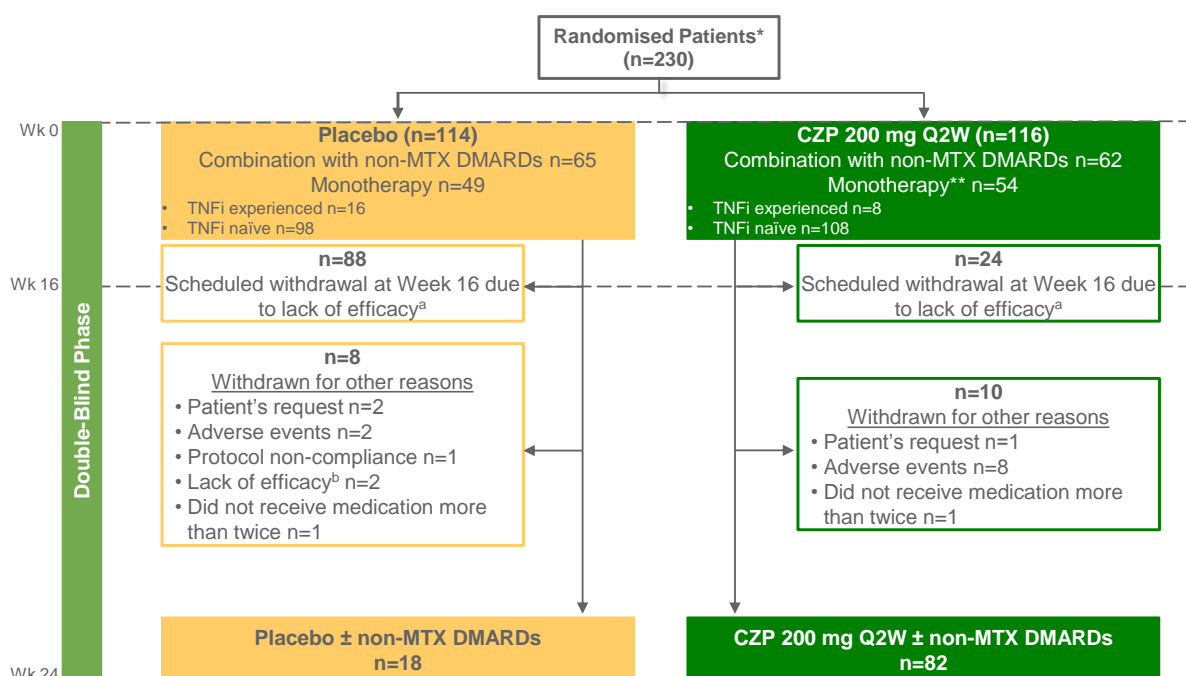 Randomised Patients*
(n=230)
Wk 0
Placebo (n=114)
Combination with non-MTX DMARDs n=65
Monotherapy n=49
• TNFi experienced n=16
• TNFi naïve n=98
CZP 200 mg Q2W (n=116)
Combination with non-MTX DMARDs n=62
Monotherapy** n=54
• TNFi experienced n=8
• TNFi naïve n=108
Wk 16
n=88
Scheduled withdrawal at Week 16 due
to lack of efficacyᵃ
n=24
Scheduled withdrawal at Week 16 due
to lack of efficacyᵃ
Double-Blind Phase
n=8
Withdrawn for other reasons
• Patient’s request n=2
• Adverse events n=2
• Protocol non-compliance n=1
• Lack of efficacyᵇ n=2
• Did not receive medication more
than twice n=1
n=10
Withdrawn for other reasons
• Patient’s request n=1
• Adverse events n=8
• Did not receive medication more
than twice n=1
Placebo ± non-MTX DMARDs
n=18
CZP 200 mg Q2W ± non-MTX DMARDs
n=82
Wk 24